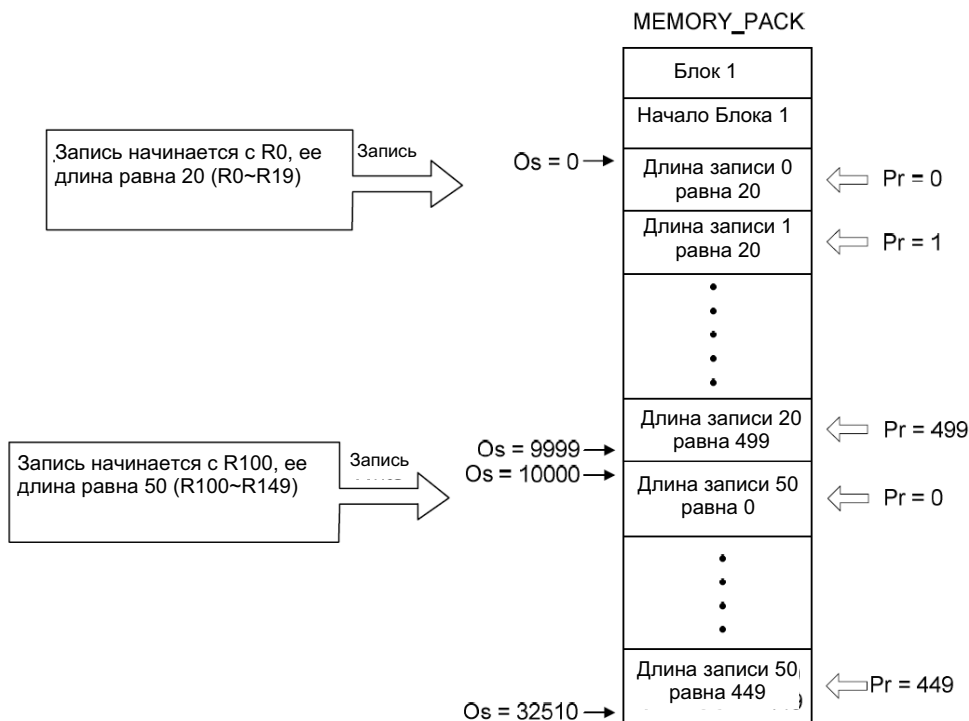 MEMORY_PACK
Блок 1
Начало Блока 1
Запись начинается с R0, ее
длина равна 20 (R0~R19)
Запись
Os = 0
Длина записи 0
равна 20
Pr = 0
Длина записи 1
равна 20
Pr = 1
Длина записи 20
равна 499
Pr = 499
Os = 9999
Os = 10000
Запись начинается с R100, ее
длина равна 50 (R100~R149)
Запись
Длина записи 50
равна 0
Pr = 0
Длина записи 50
равна 449
Pr = 449
Os = 32510